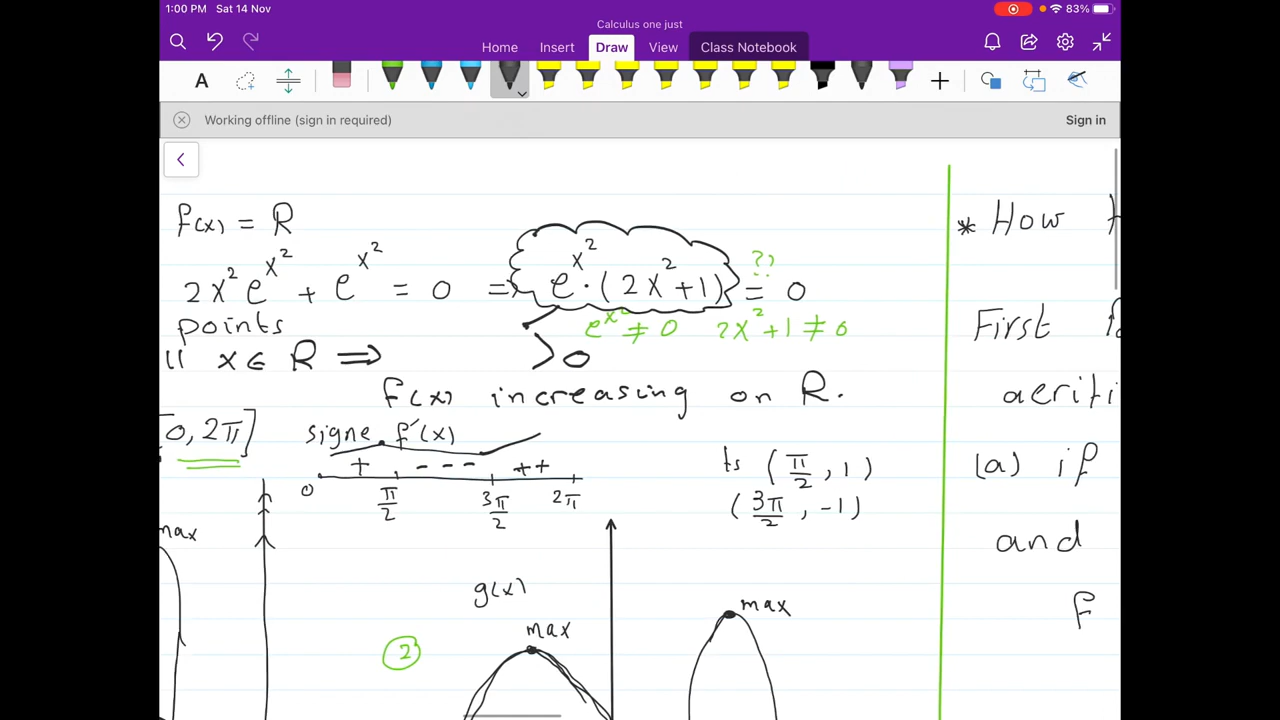 1:00 PM Sat 14 Nov
83%
Calculus one just
Home Insert Draw View Class Notebook
A
Working offline (sign in required)
Sign in
f(x) = R
2x² e^x² + e^x² = 0 => e^x² · (2x² + 1) = 0
??
e^x² ≠ 0 2x² + 1 ≠ 0
points
x ∈ R ⟹ > 0
f(x) increasing on R.
0, 2π]
signe f'(x)
+ - - - ++
0 π/2 3π/2 2π
ts (π/2, 1)
(3π/2, -1)
max
g(x)
max
2
max
* How
First
(a) if
and
f